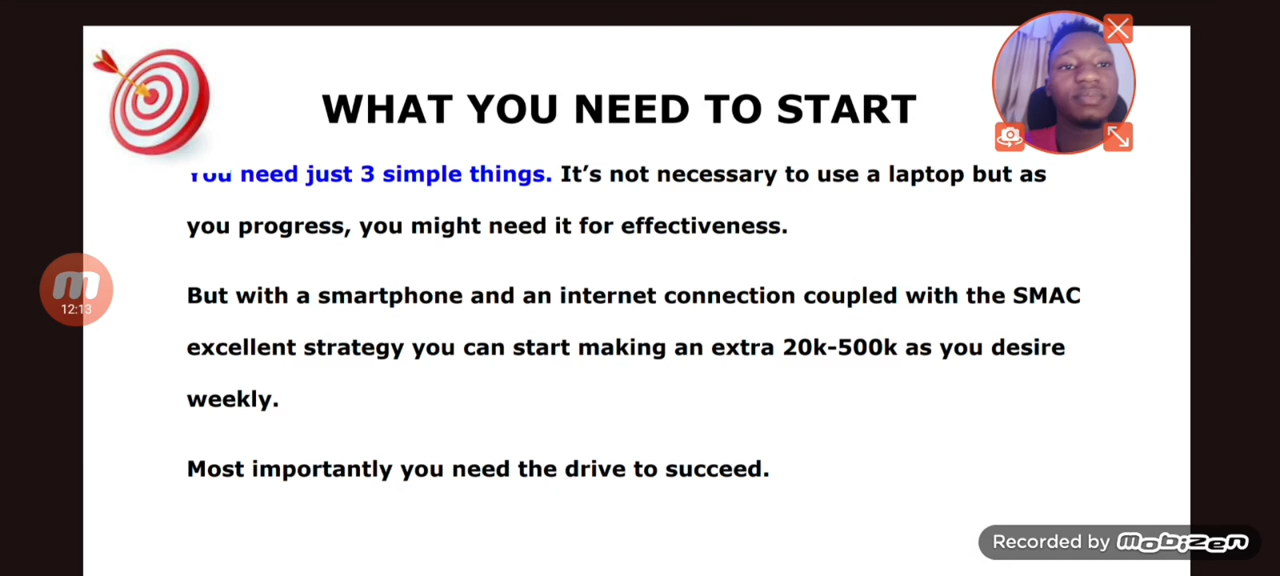 WHAT YOU NEED TO START
You need just 3 simple things. It's not necessary to use a laptop but as
you progress, you might need it for effectiveness.
But with a smartphone and an internet connection coupled with the SMAC
excellent strategy you can start making an extra 20k-500k as you desire
weekly.
Most importantly you need the drive to succeed.
m
12:13
Recorded by mobizen